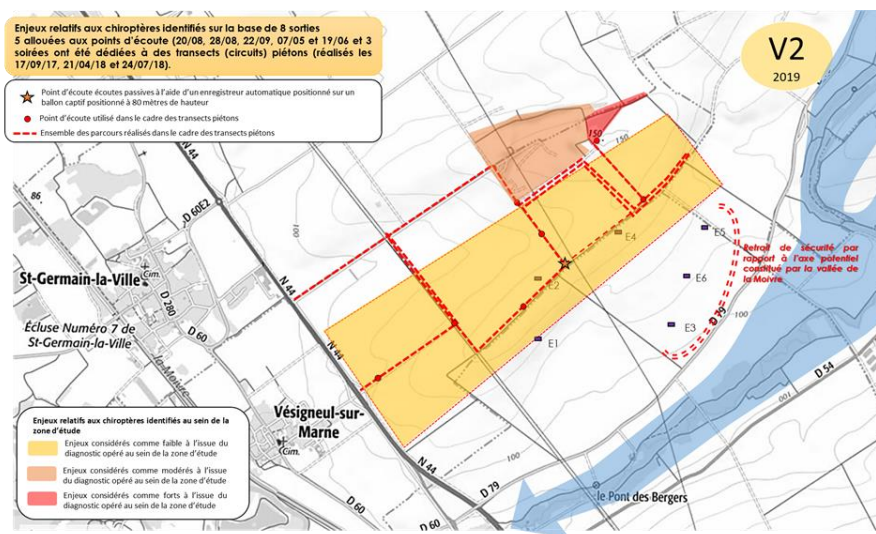 Enjeux relatifs aux chiroptères identifiés sur la base de 8 sorties
5 allouées aux points d'écoute (20/08, 28/08, 22/09, 07/05 et 19/06 et 3
soirées ont été dédiées à des transects (circuits) piétons (réalisés les
17/09/17, 21/04/18 et 24/07/18).
V2
2019
Point d'écoute écoutes passives à l'aide d'un enregistreur automatique positionné sur un
ballon captif positionné à 80 mètres de hauteur
Point d'écoute utilisé dans le cadre des transects piétons
Ensemble des parcours réalisés dans le cadre des transects piétons
N 44
150
150
86
D 60E2
100
E5
E4
Retrait de sécurité par
rapport à l'axe potentiel
constitué par la vallée de
la Moivre
St-Germain-la-Ville
Cim.
N 44
E2
E6
D 280
D 60
Écluse Numéro 7 de
St-Germain-la-Ville
la Moivre
E3
D 79
100
E1
N 44
D 54
100
Vésigneul-sur-
Marne
Cim.
Enjeux relatifs aux chiroptères identifiés au sein de la
zone d'étude
Enjeux considérés comme faible à l'issue du
diagnostic opéré au sein de la zone d'étude
Enjeux considérés comme modérés à l'issue
du diagnostic opéré au sein de la zone d'étude
Enjeux considérés comme forts à l'issue du
diagnostic opéré au sein de la zone d'étude
N 44
100
D 79
le Pont des Bergers
D 60
D 60